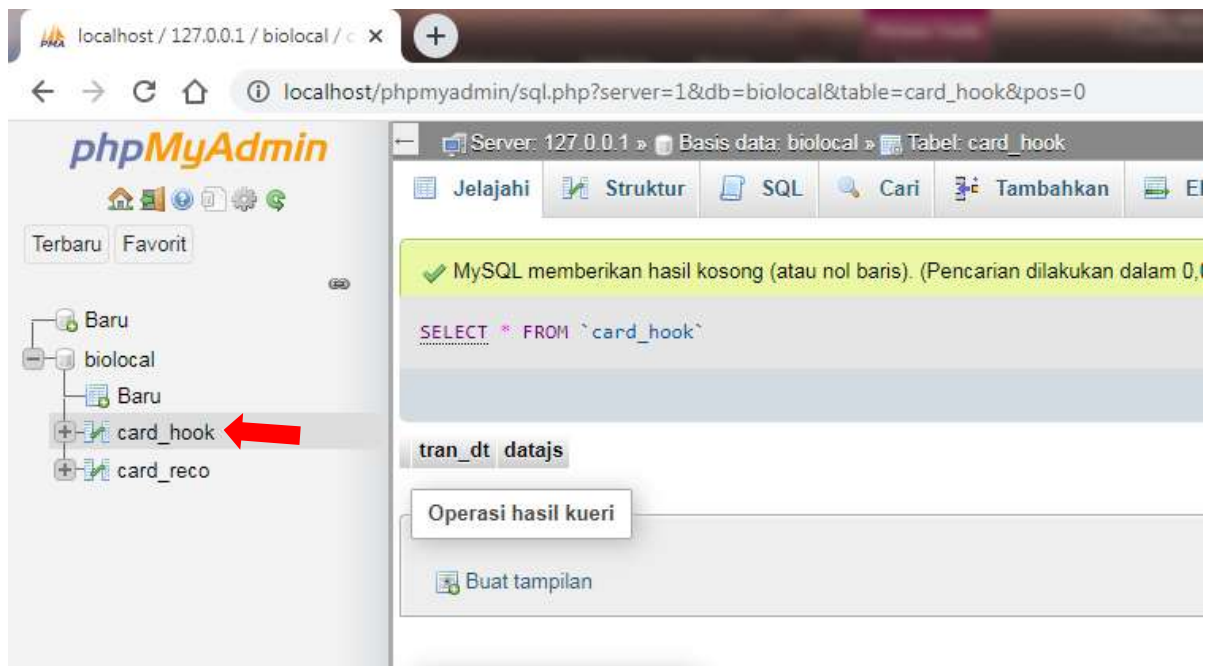 localhost / 127.0.0.1 / biolocal / c
localhost/phpmyadmin/sql.php?server=1&db=biolocal&table=card_hook&pos=0
phpMyAdmin
Terbaru Favorit
Baru
biolocal
Baru
card_hook
card_reco
Server: 127.0.0.1 » Basis data: biolocal » Tabel: card_hook
Jelajahi Struktur SQL Cari Tambahkan
MySQL memberikan hasil kosong (atau nol baris). (Pencarian dilakukan dalam 0,
SELECT * FROM `card_hook`
tran_dt datajs
Operasi hasil kueri
Buat tampilan